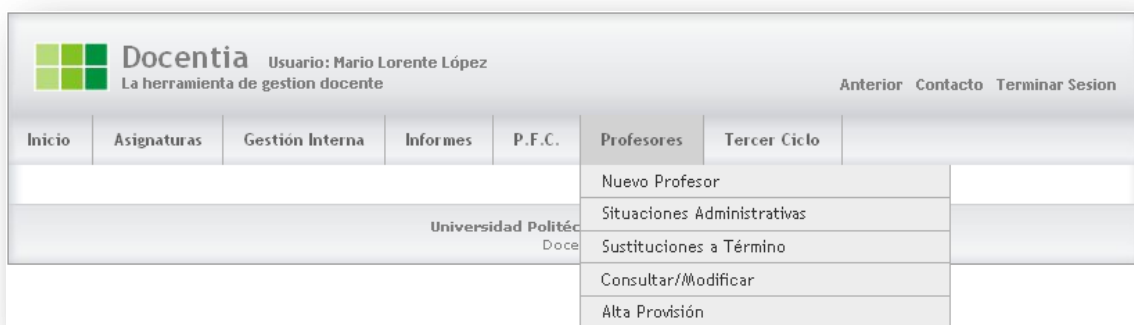 Docentia Usuario: Mario Lorente López
La herramienta de gestion docente
Anterior Contacto Terminar Sesion
Inicio Asignaturas Gestión Interna Informes P.F.C. Profesores Tercer Ciclo
Nuevo Profesor
Situaciones Administrativas
Universidad
Sustituciones a Término
Consultar/Modificar
Alta Provisión